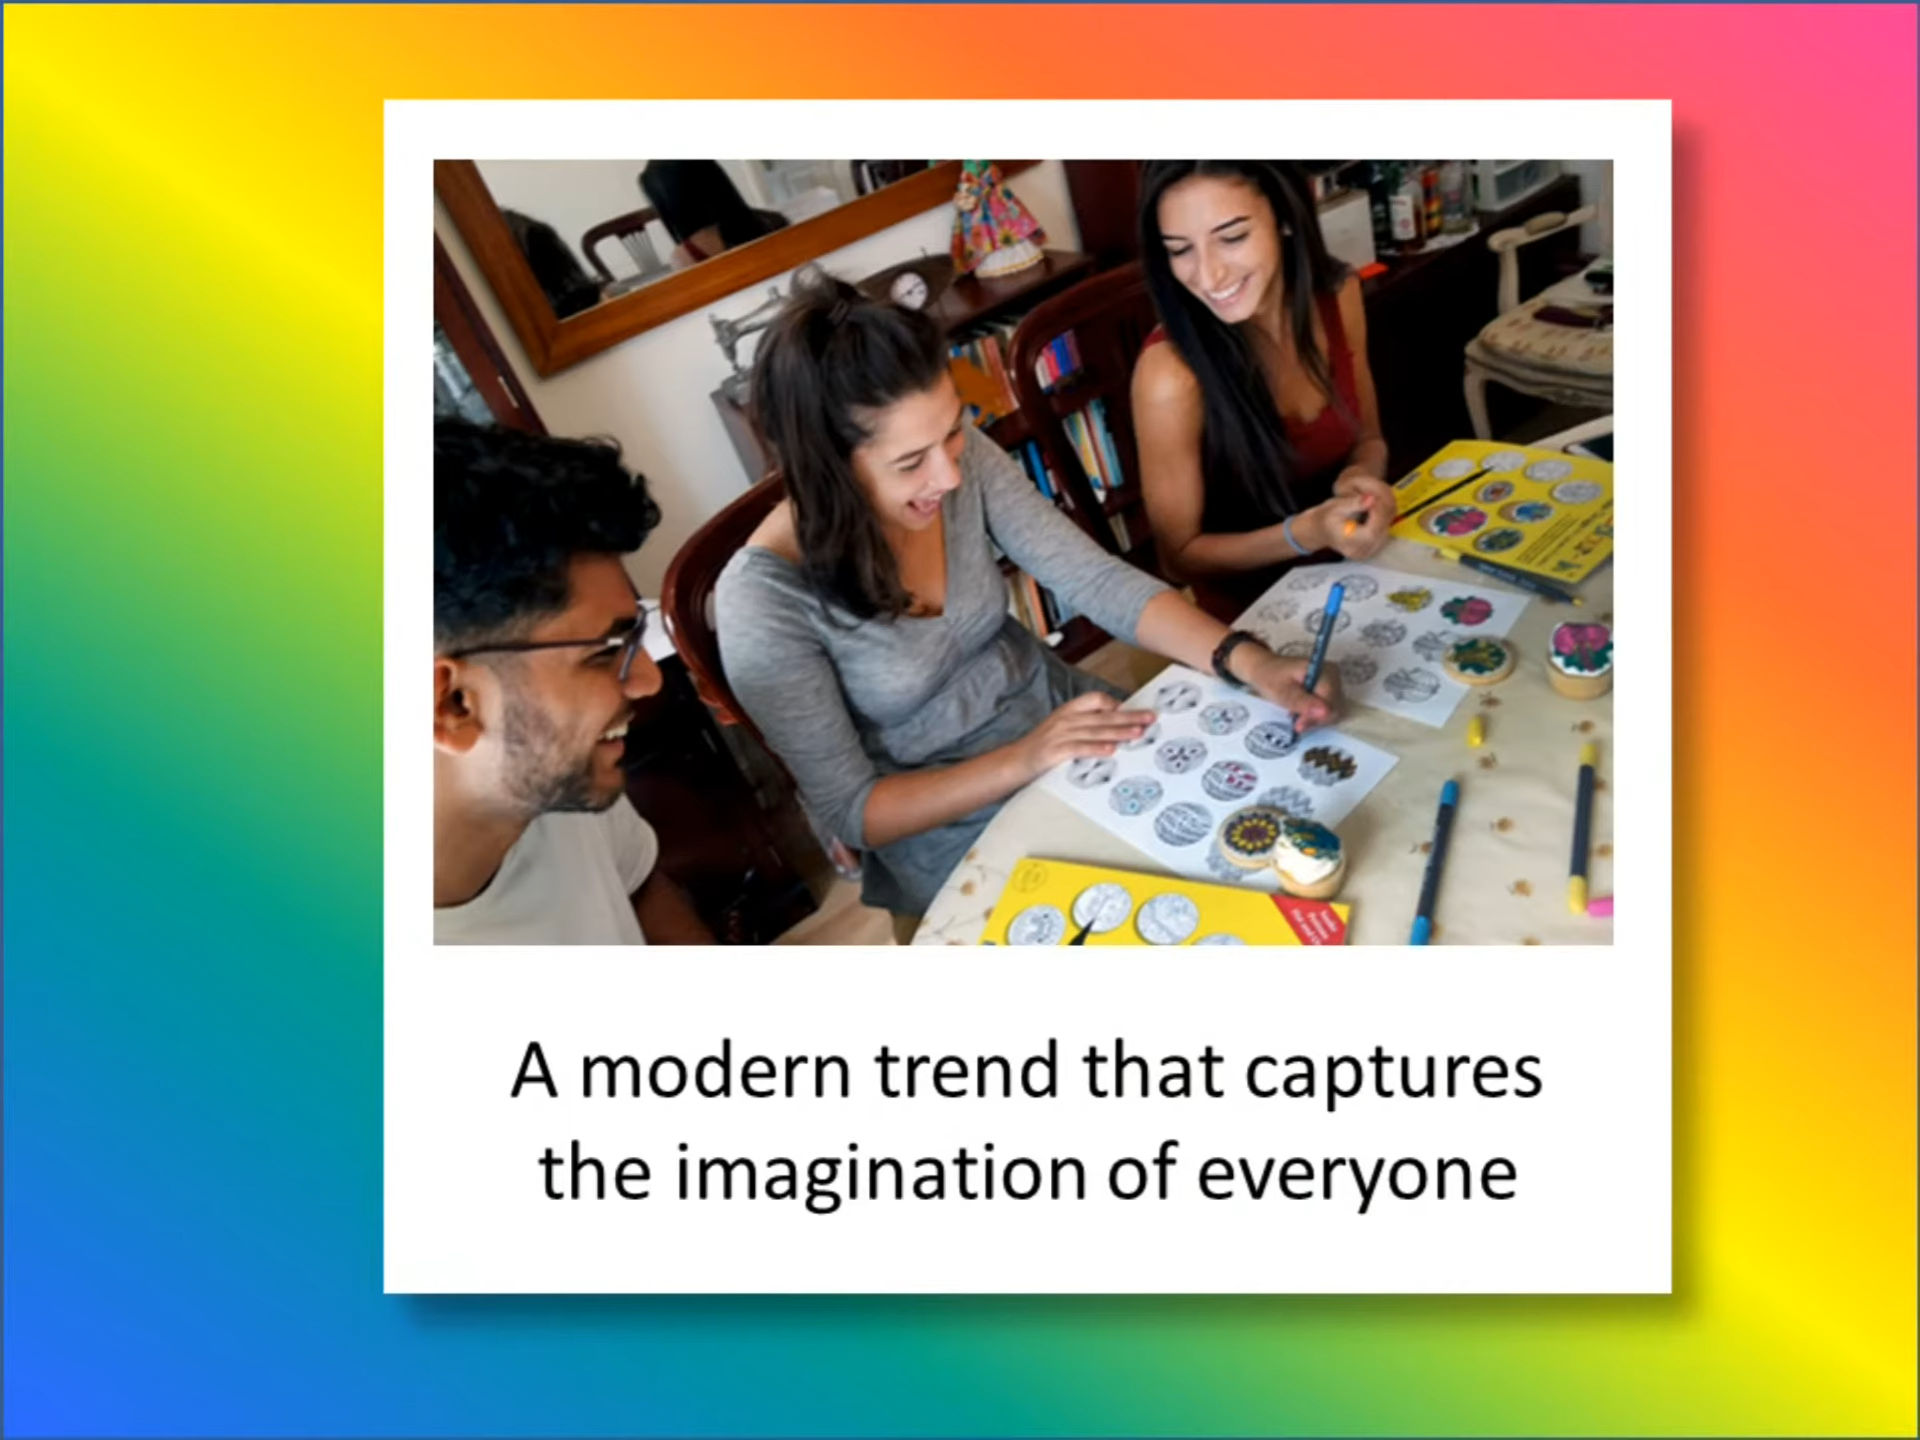 A modern trend that captures
the imagination of everyone